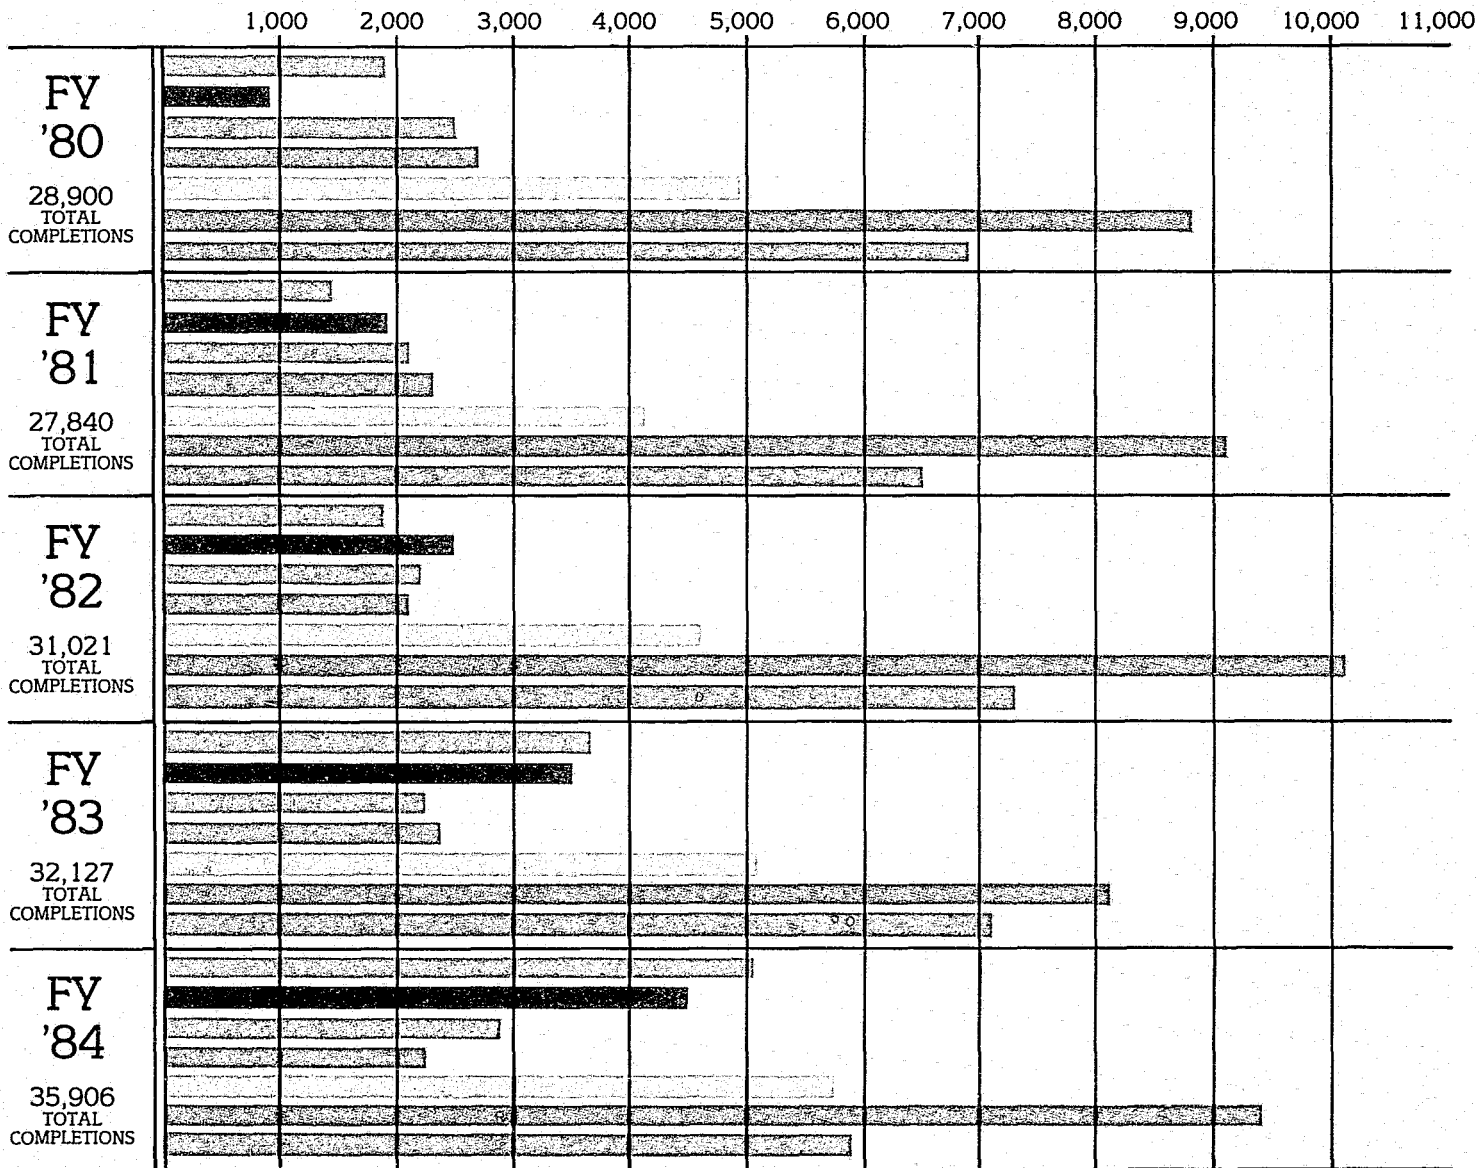 1,000 2,000 3,000 4,000 5,000 6,000 7,000 8,000 9,000 10,000 11,000
FY
'80
28,900
TOTAL
COMPLETIONS
FY
'81
27,840
TOTAL
COMPLETIONS
FY
'82
31,021
TOTAL
COMPLETIONS
FY
'83
32,127
TOTAL
COMPLETIONS
FY
'84
35,906
TOTAL
COMPLETIONS